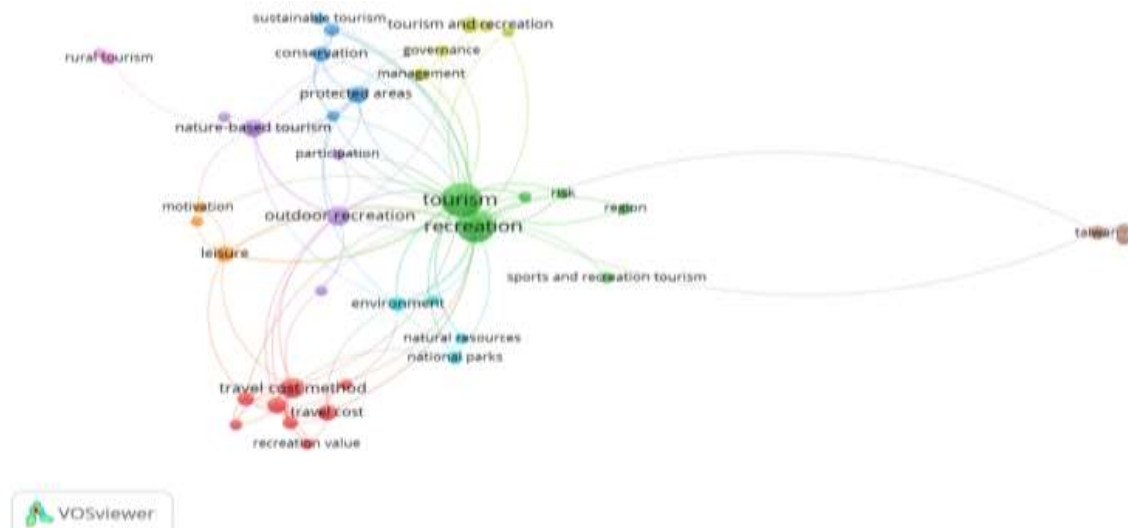 sustainable tourism
tourism and recreation
rural tourism
conservation
governance
management
protected areas
nature-based tourism
participation
tourism
risk
motivation
outdoor recreation
region
recreation
taiwan
leisure
sports and recreation tourism
environment
natural resources
national parks
travel cost method
travel cost
recreation value
VOSviewer